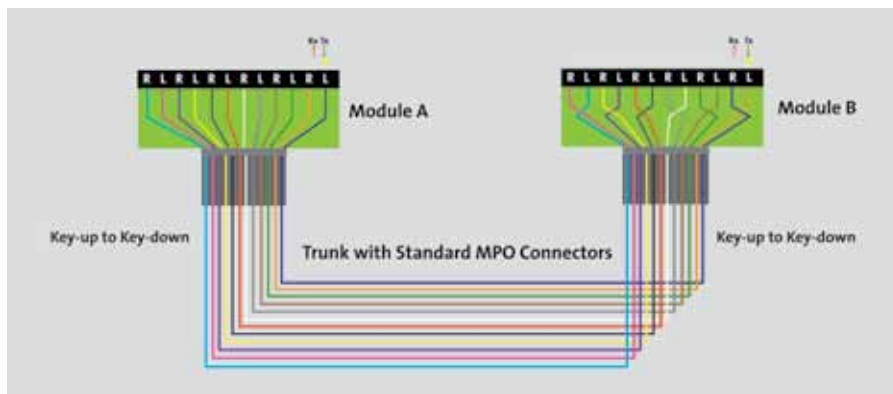 Rx Tx
Rx Tx
R L R L R L R L R L R L
R L R L R L R L R L R L
Module A
Module B
Key-up to Key-down
Trunk with Standard MPO Connectors
Key-up to Key-down